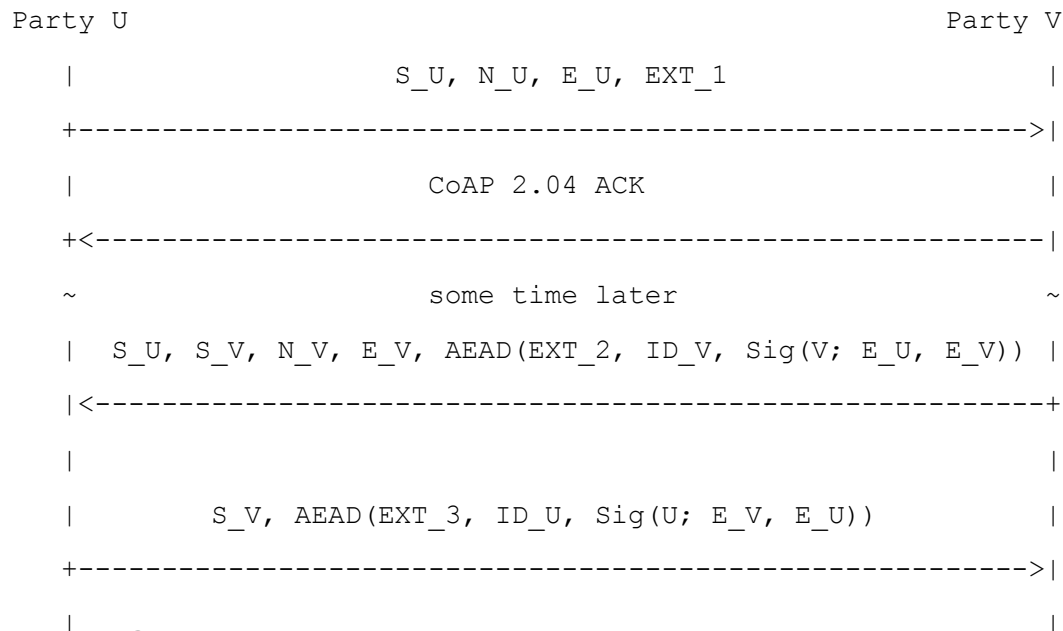 Party U Party V
| S_U, N_U, E_U, EXT_1 |
+--------------------------------------------------------->|
| CoAP 2.04 ACK |
+<---------------------------------------------------------|
~ some time later ~
| S_U, S_V, N_V, E_V, AEAD(EXT_2, ID_V, Sig(V; E_U, E_V)) |
|<---------------------------------------------------------+
| |
| S_V, AEAD(EXT_3, ID_U, Sig(U; E_V, E_U)) |
+--------------------------------------------------------->|